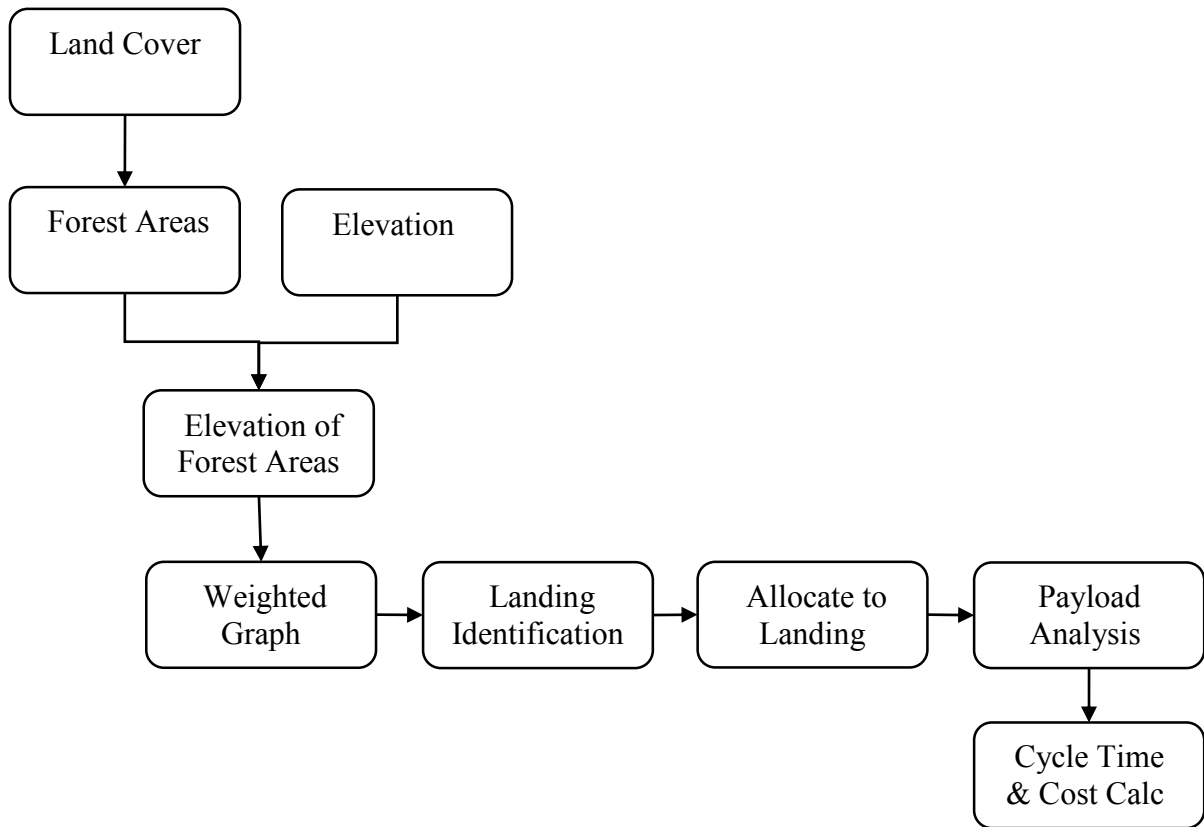 Land Cover
Forest Areas
Elevation
Elevation of
Forest Areas
Weighted
Graph
Landing
Identification
Allocate to
Landing
Payload
Analysis
Cycle Time
& Cost Calc